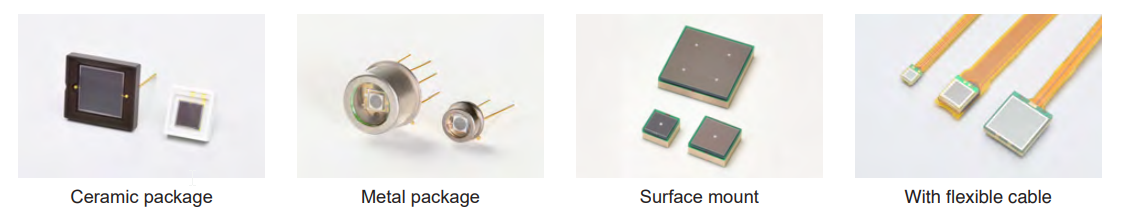 Ceramic package
Metal package
Surface mount
With flexible cable